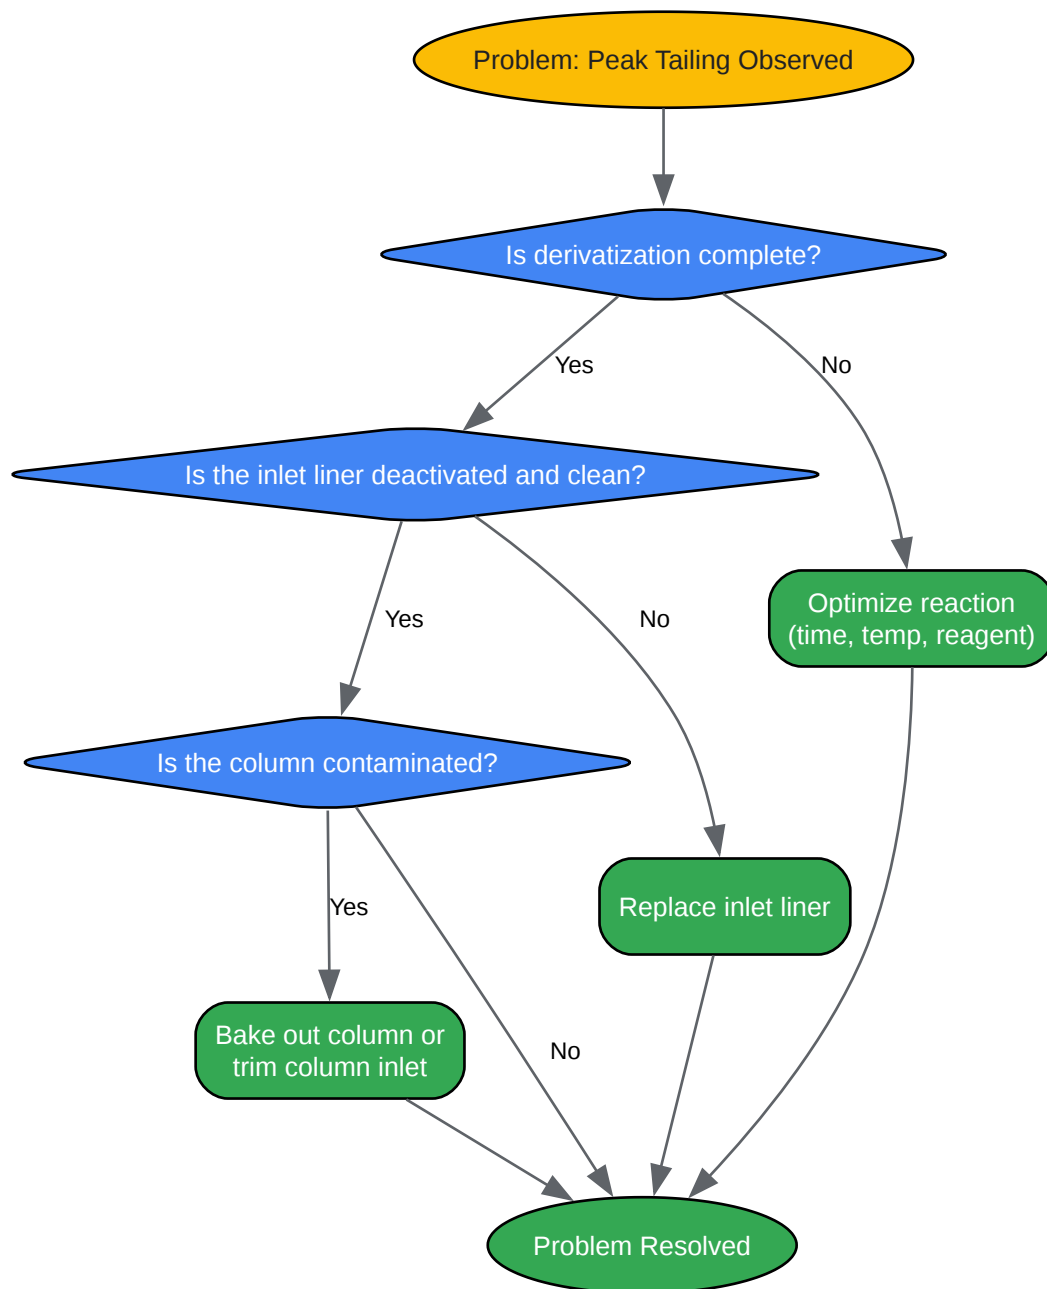 Problem: Peak Tailing Observed
Is derivatization complete?
Yes
No
Is the inlet liner deactivated and clean?
Optimize reaction
(time, temp, reagent)
Yes
No
Is the column contaminated?
Yes
Replace inlet liner
Bake out column or
trim column inlet
No
Problem Resolved